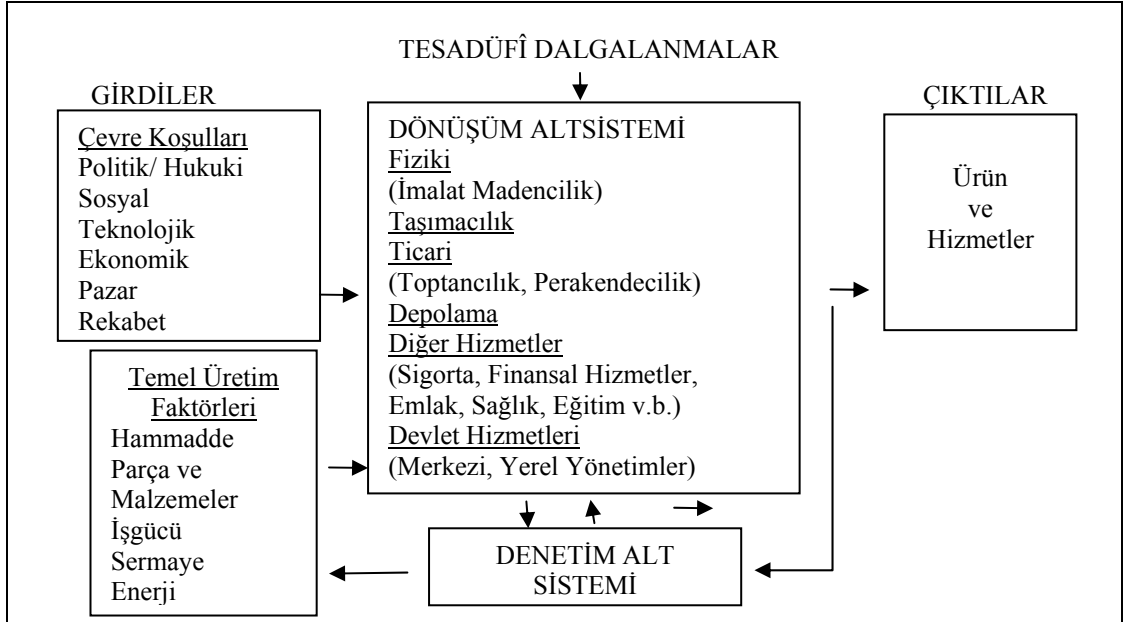 TESADÜFÎ DALGALANMALAR
GİRDİLER
Çevre Koşulları
Politik/ Hukuki
Sosyal
Teknolojik
Ekonomik
Pazar
Rekabet
Temel Üretim
Faktörleri
Hammadde
Parça ve
Malzemeler
İşgücü
Sermaye
Enerji
DÖNÜŞÜM ALTSİSTEMİ
Fiziki
(İmalat Madencilik)
Taşımacılık
Ticari
(Toptancılık, Perakendecilik)
Depolama
Diğer Hizmetler
(Sigorta, Finansal Hizmetler,
Emlak, Sağlık, Eğitim v.b.)
Devlet Hizmetleri
(Merkezi, Yerel Yönetimler)
DENETİM ALT
SİSTEMİ
ÇIKTILAR
Ürün
ve
Hizmetler